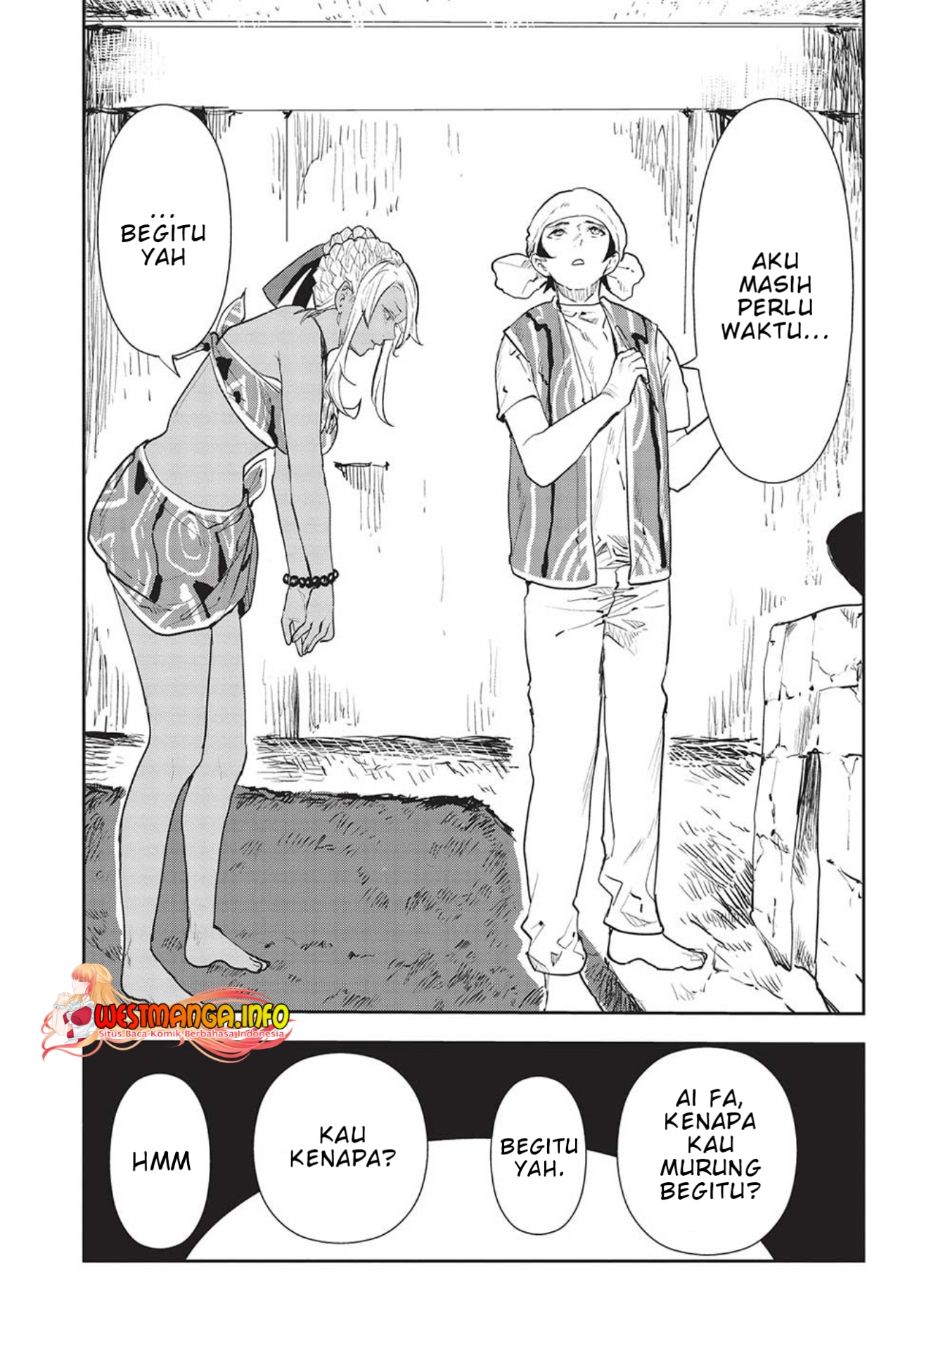 AKU
MASIH
PERLU
WAKTU...
...
BEGITU
YAH
WESTMANGA.INFO
Situs Baca Komik Berbahasa Indonesia
AI FA,
KENAPA
KAU
MURUNG
BEGITU?
BEGITU
YAH.
KAU
KENAPA?
HMM